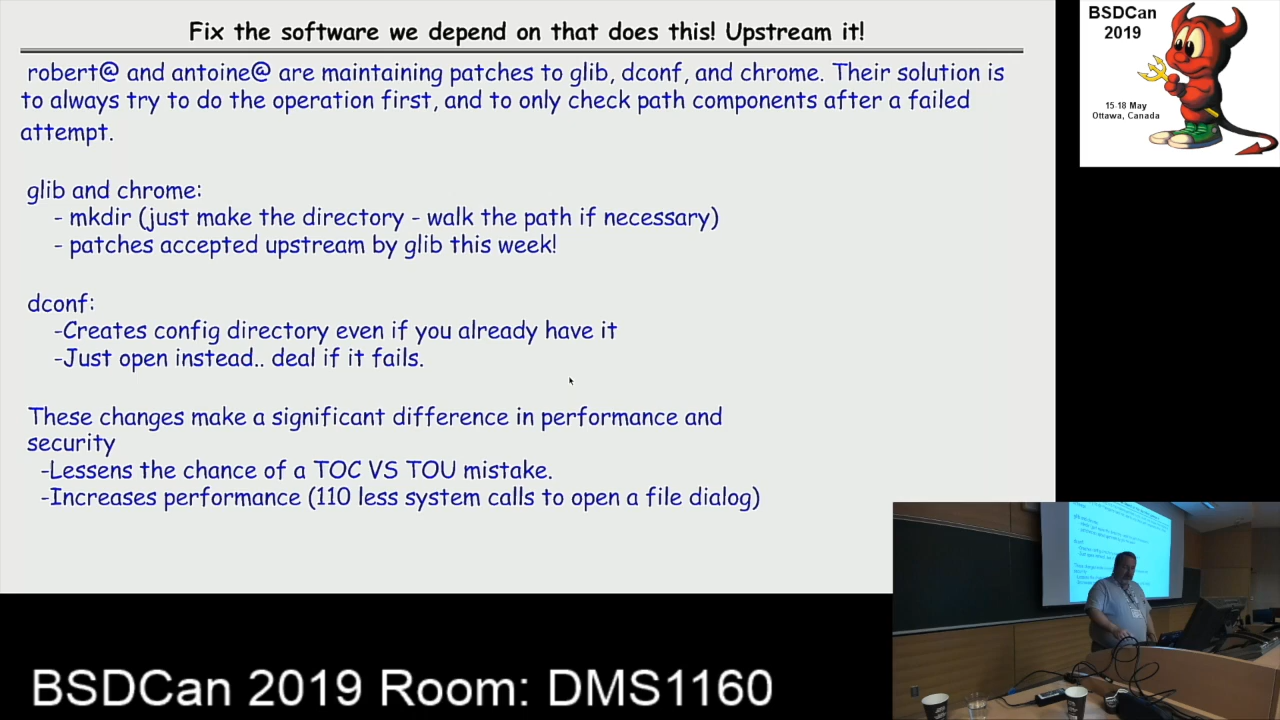 Fix the software we depend on that does this! Upstream it!
robert@ and antoine@ are maintaining patches to glib, dconf, and chrome. Their solution is
to always try to do the operation first, and to only check path components after a failed
attempt.
glib and chrome:
- mkdir (just make the directory - walk the path if necessary)
- patches accepted upstream by glib this week!
dconf:
-Creates config directory even if you already have it
-Just open instead.. deal if it fails.
These changes make a significant difference in performance and
security
-Lessens the chance of a TOC VS TOU mistake.
-Increases performance (110 less system calls to open a file dialog)
BSDCan
2019
15-18 May
Ottawa, Canada
BSDCan 2019 Room: DMS1160